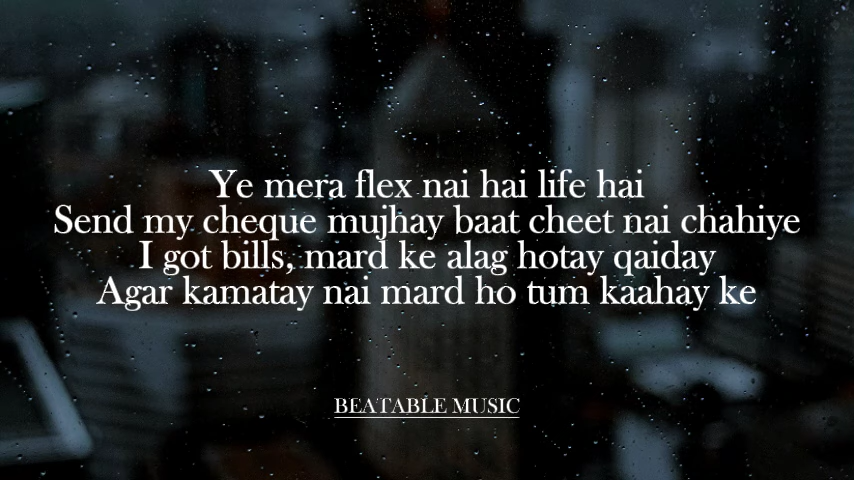 Ye mera flex nai hai life hai
Send my cheque mujhay baat cheet nai chahiye
I got bills, mard ke alag hotay qaiday
Agar kamatay nai mard ho tum kaahay ke
BEATABLE MUSIC